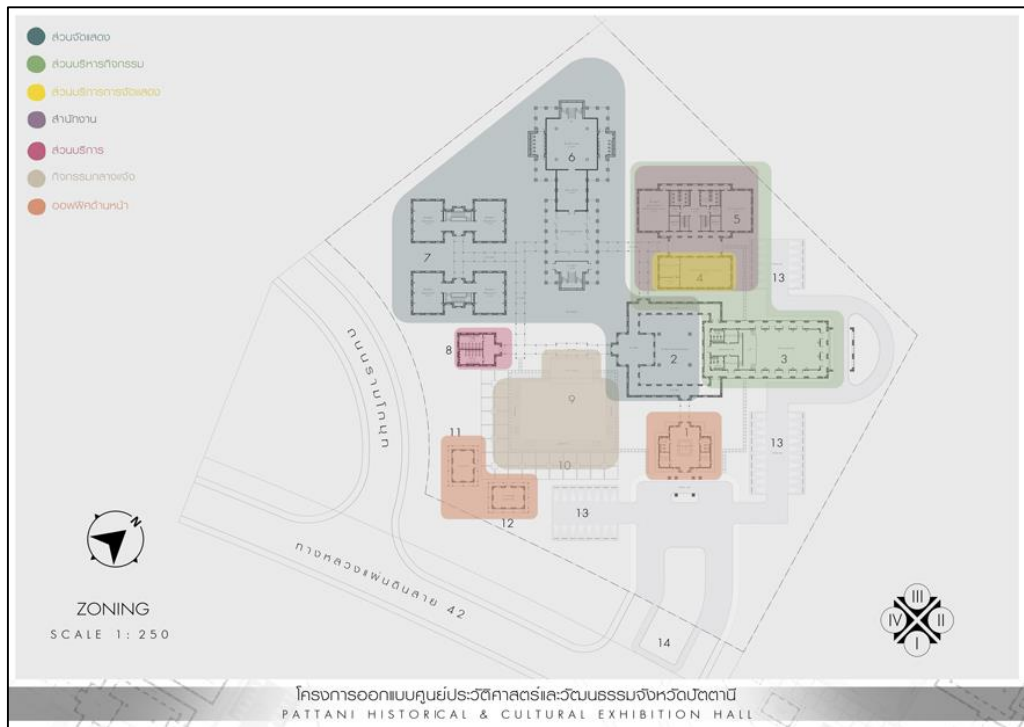 ส่วนจัดแสดง
ส่วนบริหารกิจกรรม
ส่วนบริการการจัดแสดง
สำนักงาน
ส่วนบริการ
กิจกรรมกลางแจ้ง
ออฟฟิศด้านหน้า
6
5
7
4
13
8
2
3
9
1
11
10
13
12
13
14
ถนนรามโกมุท
ทางหลวงแผ่นดินสาย 42
N
ZONING
SCALE 1: 250
III
IV II
I
โครงการออกแบบศูนย์ประวัติศาสตร์และวัฒนธรรมจังหวัดปัตตานี
PATTANI HISTORICAL & CULTURAL EXHIBITION HALL